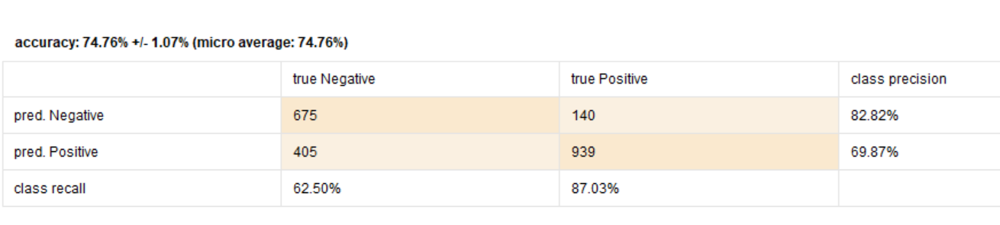 accuracy: 74.76% +/- 1.07% (micro average: 74.76%)
true Negative true Positive class precision
pred. Negative 675 140 82.82%
pred. Positive 405 939 69.87%
class recall 62.50% 87.03%